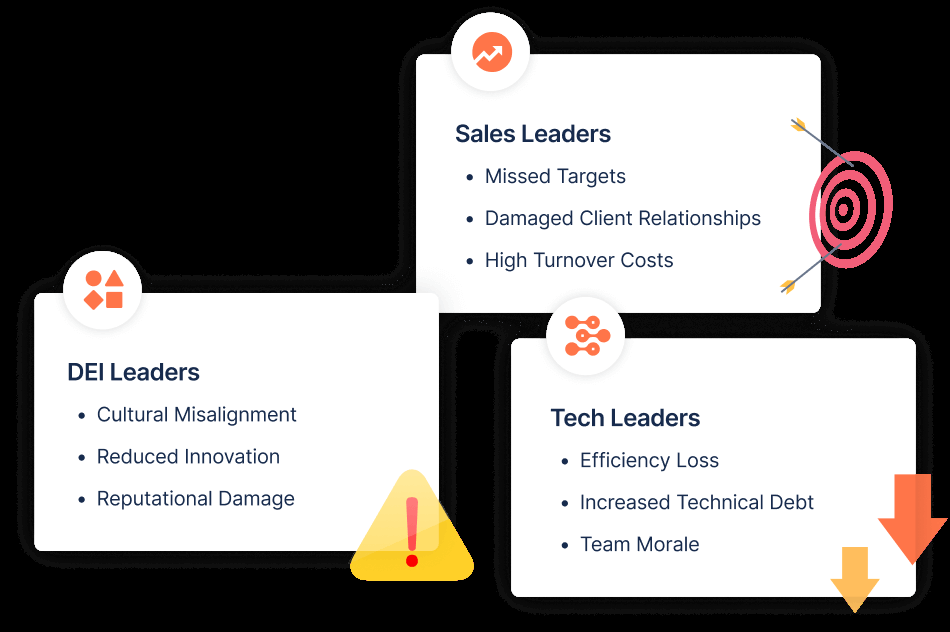 Sales Leaders
• Missed Targets
• Damaged Client Relationships
• High Turnover Costs
DEI Leaders
• Cultural Misalignment
• Reduced Innovation
• Reputational Damage
Tech Leaders
• Efficiency Loss
• Increased Technical Debt
• Team Morale